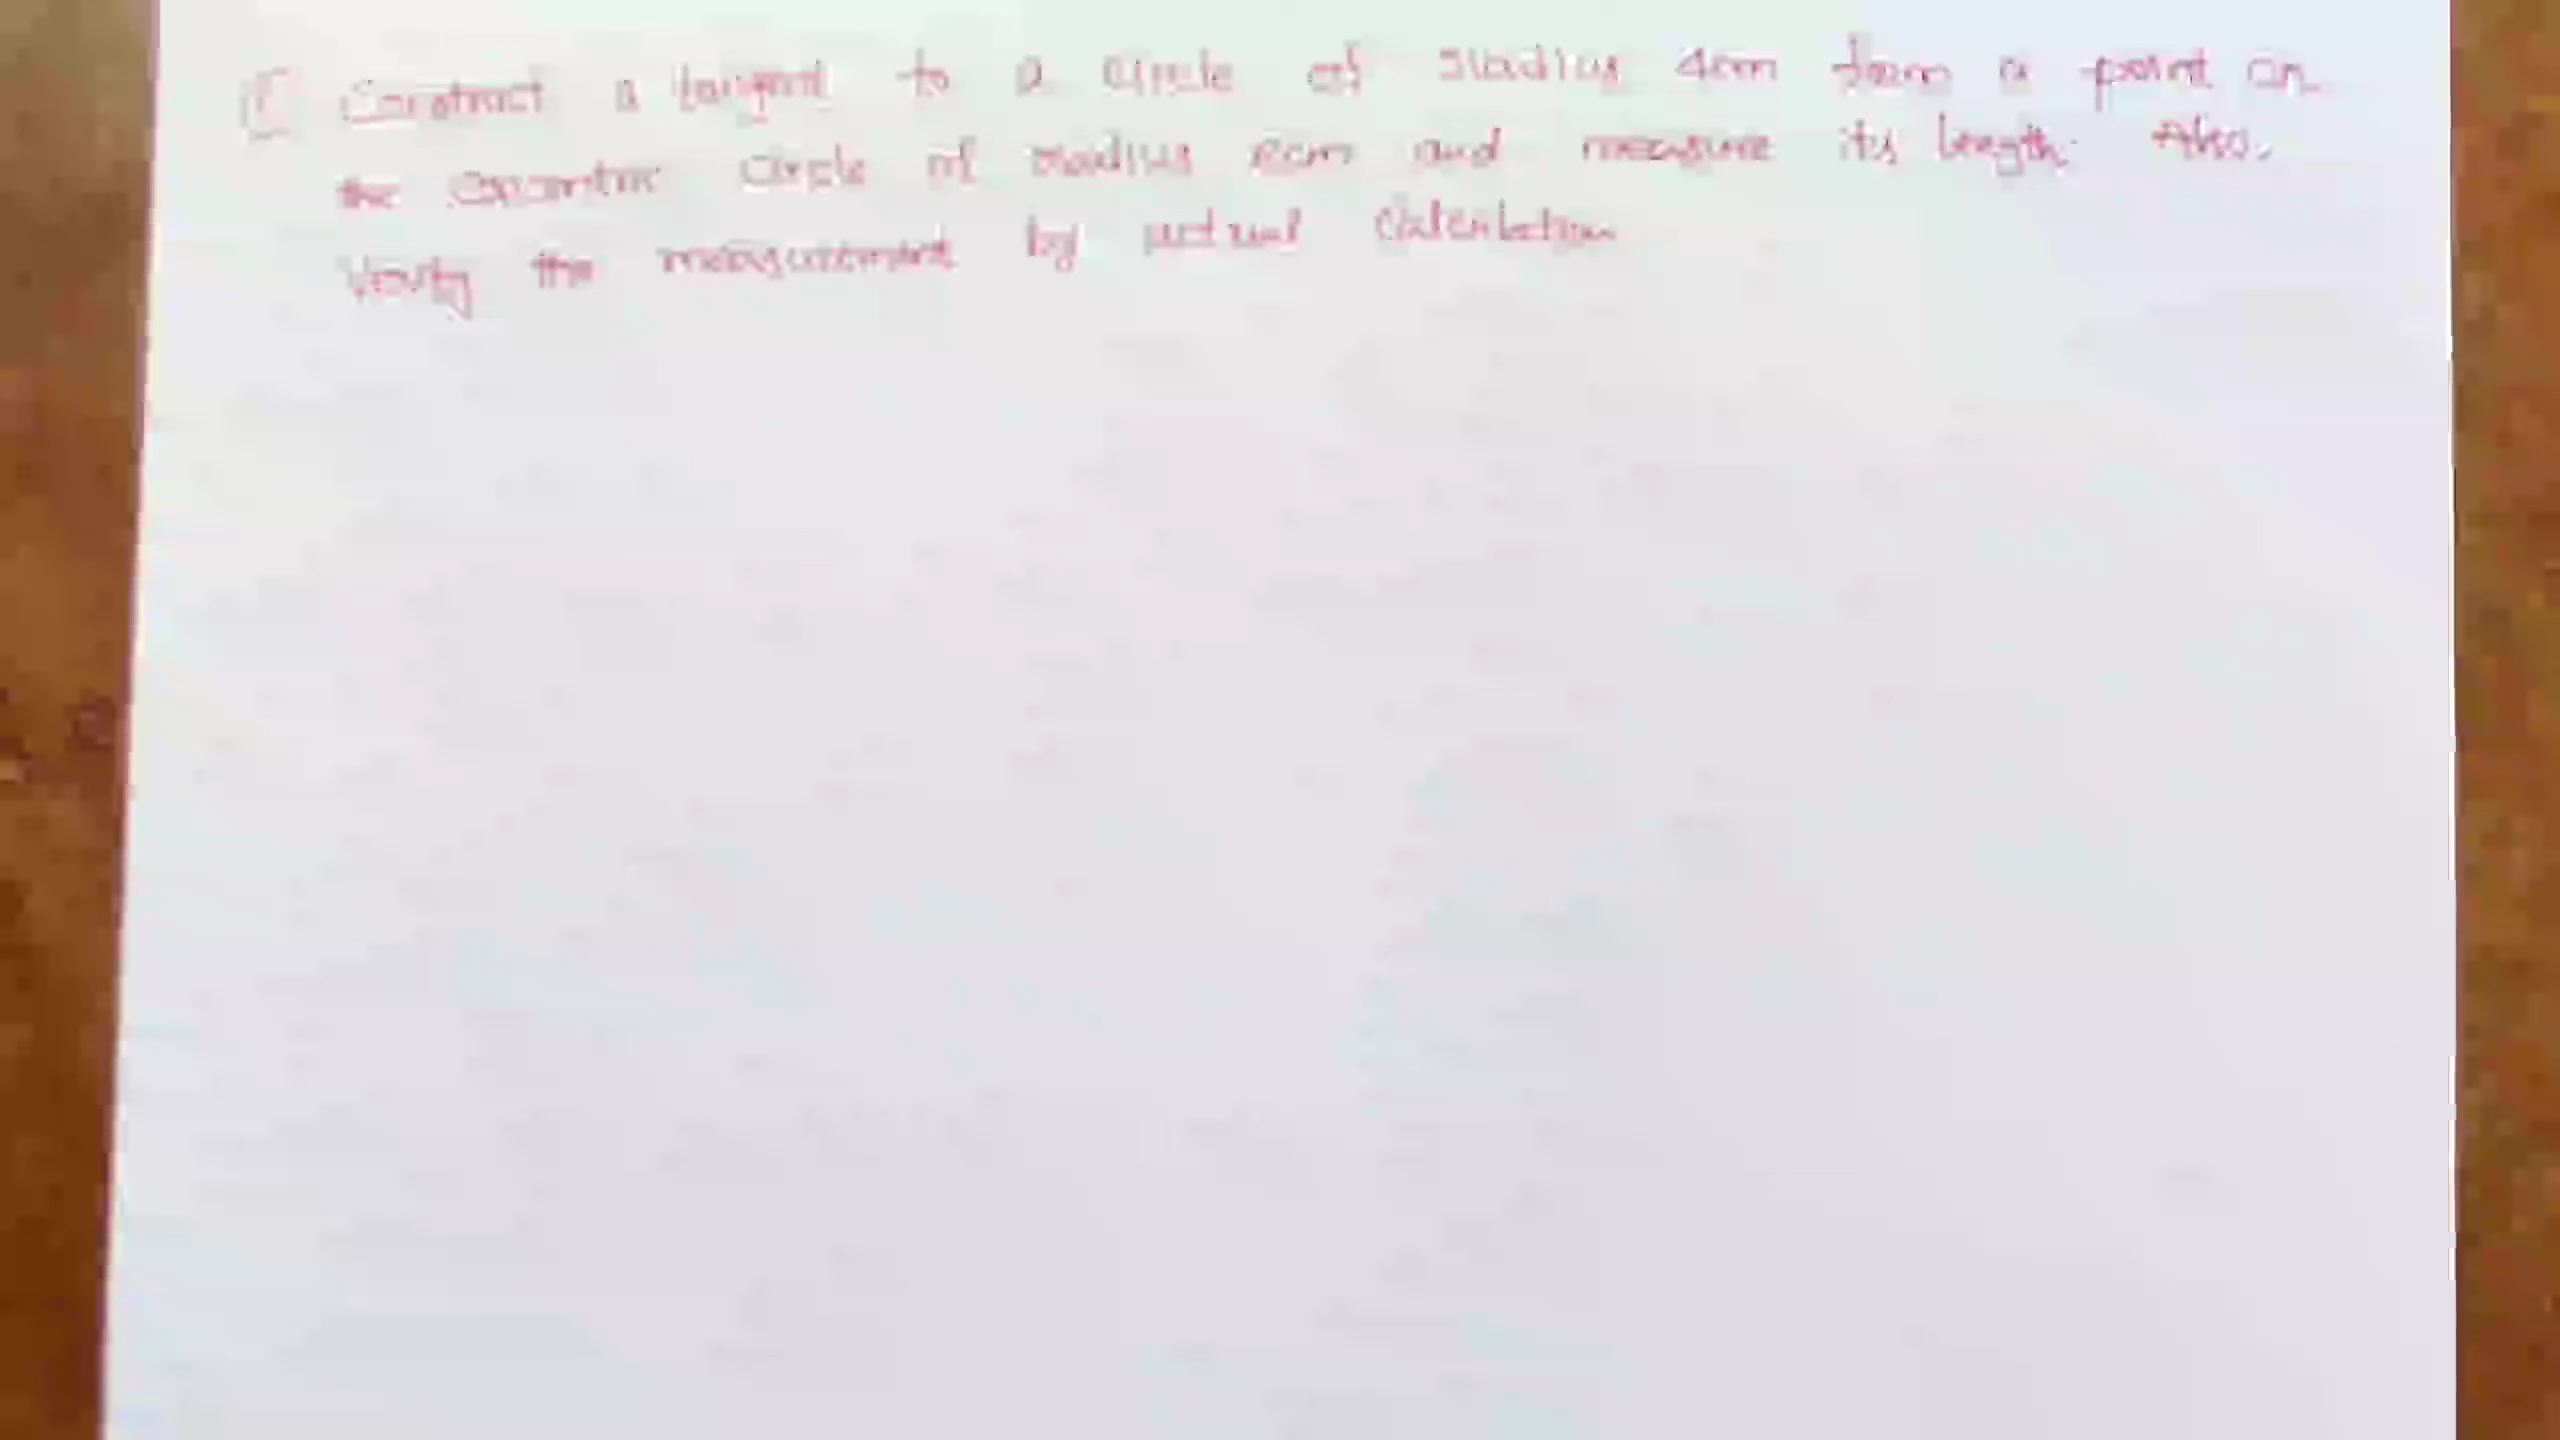 Construct a tangent to a circle of radius 4cm from a point on
the concentric circle of radius 6cm and measure its length. Also,
Verify the measurement by actual calculation